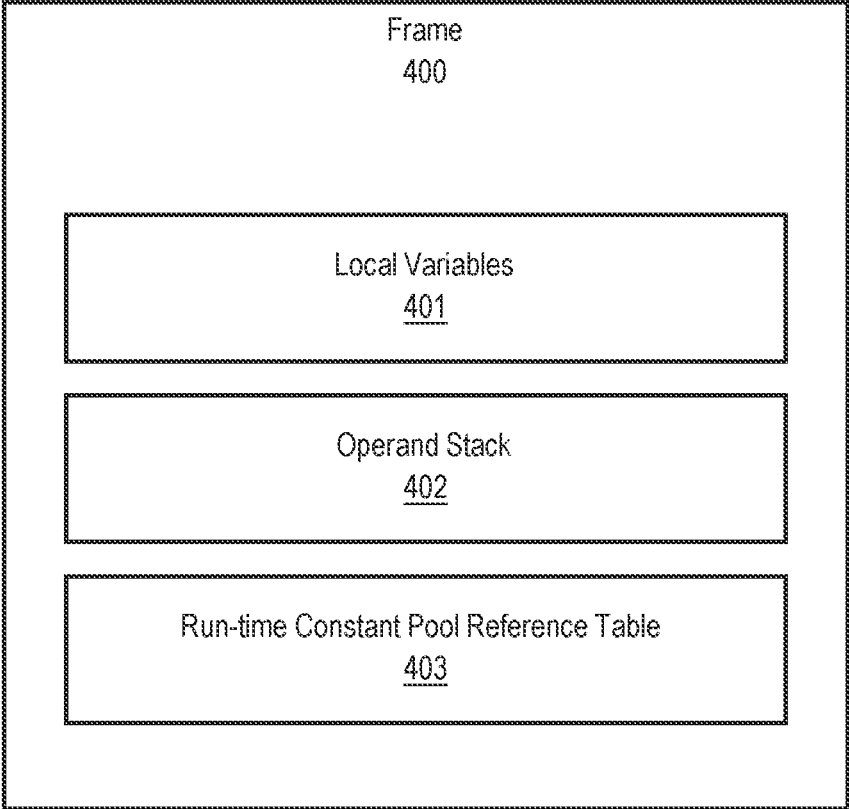 Frame
400
Local Variables
401
Operand Stack
402
Run-time Constant Pool Reference Table
403